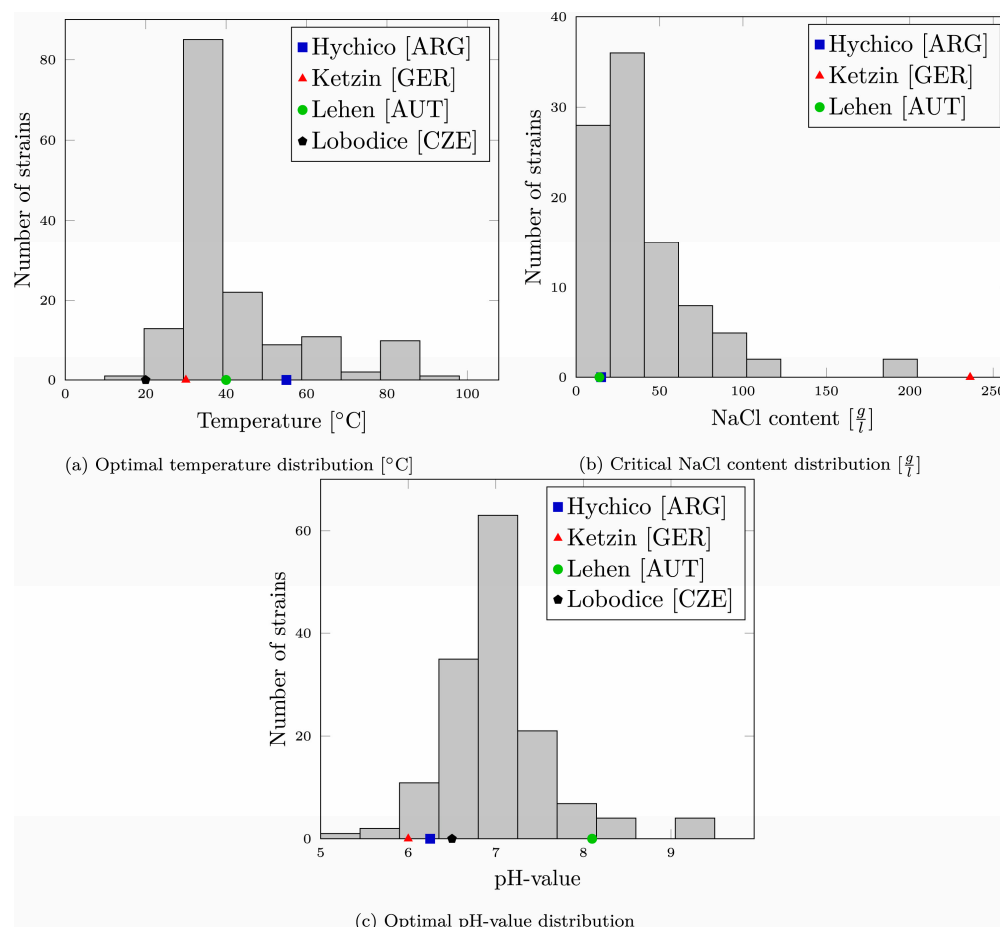 Number of strains
80
60
40
20
0
0 20 40 60 80 100
Temperature [°C]
Hychico [ARG]
Ketzin [GER]
Lehen [AUT]
Lobodice [CZE]
(a) Optimal temperature distribution [°C]
Number of strains
40
30
20
10
0
0 50 100 150 200 250
NaCl content [g/l]
Hychico [ARG]
Ketzin [GER]
Lehen [AUT]
(b) Critical NaCl content distribution [g/l]
Number of strains
60
40
20
0
5 6 7 8 9
pH-value
Hychico [ARG]
Ketzin [GER]
Lehen [AUT]
Lobodice [CZE]
(c) Optimal pH-value distribution